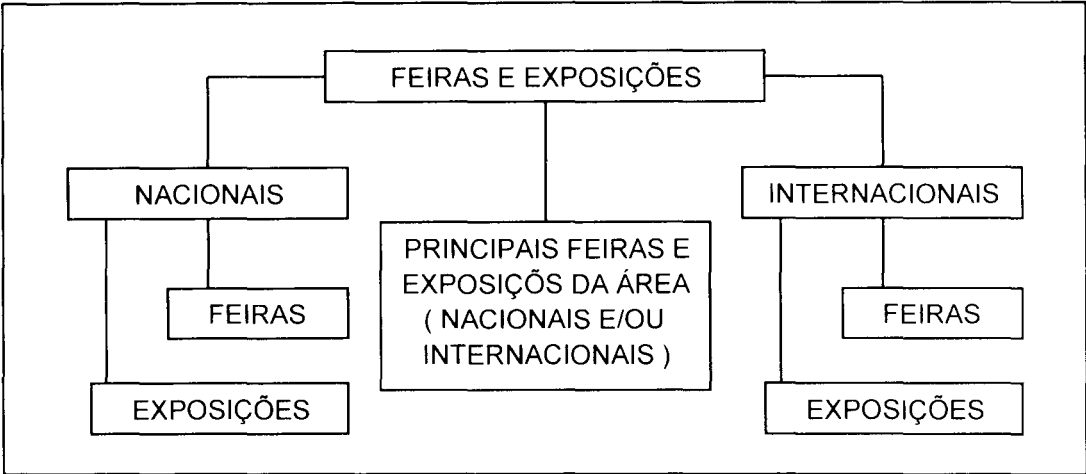 FEIRAS E EXPOSIÇÕES
NACIONAIS
INTERNACIONAIS
PRINCIPAIS FEIRAS E
EXPOSIÇÕS DA ÁREA
( NACIONAIS E/OU
INTERNACIONAIS )
FEIRAS
FEIRAS
EXPOSIÇÕES
EXPOSIÇÕES